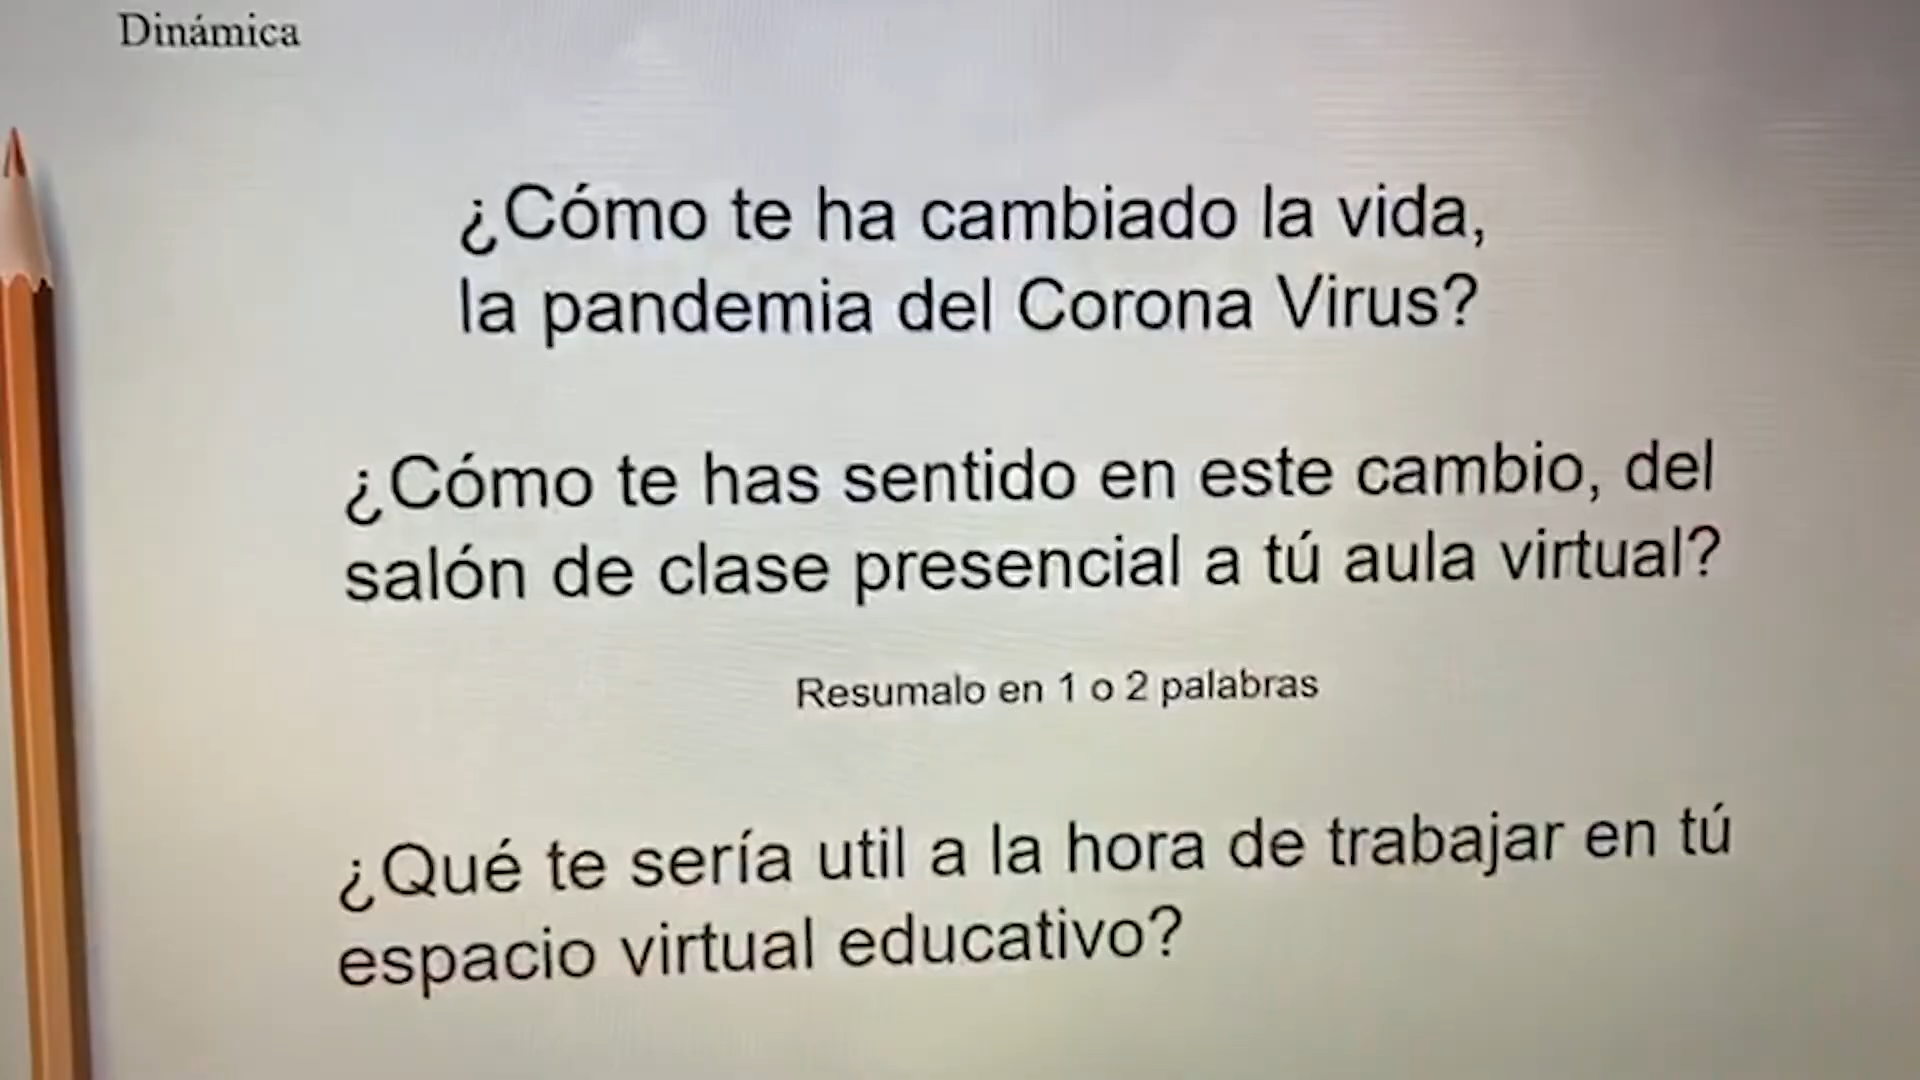 Dinámica
¿Cómo te ha cambiado la vida,
la pandemia del Corona Virus?
¿Cómo te has sentido en este cambio, del
salón de clase presencial a tú aula virtual?
Resumalo en 1 o 2 palabras
¿Qué te sería util a la hora de trabajar en tú
espacio virtual educativo?